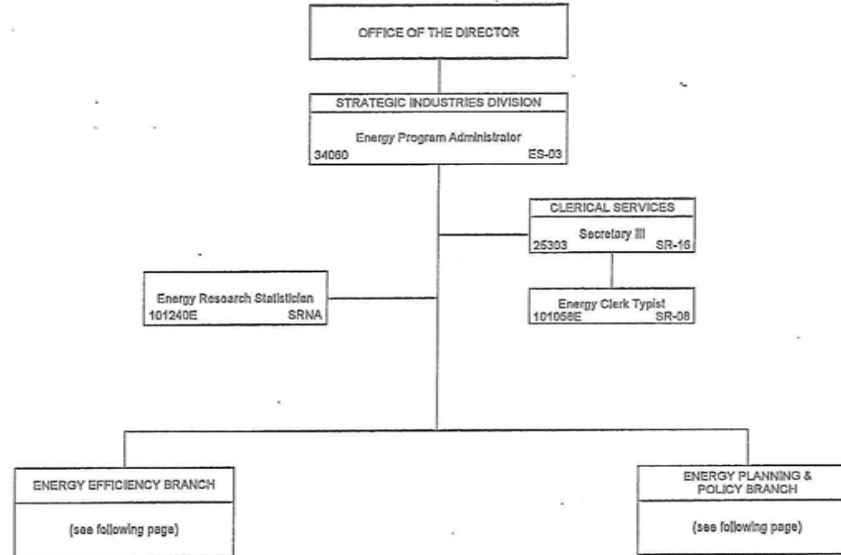 OFFICE OF THE DIRECTOR
STRATEGIC INDUSTRIES DIVISION
Energy Program Administrator
34060 ES-03
CLERICAL SERVICES
Secretary III
25303 SR-16
Energy Research Statistician
101240E SRNA
Energy Clerk Typist
101058E SR-08
ENERGY EFFICIENCY BRANCH
(see following page)
ENERGY PLANNING &
POLICY BRANCH
(see following page)